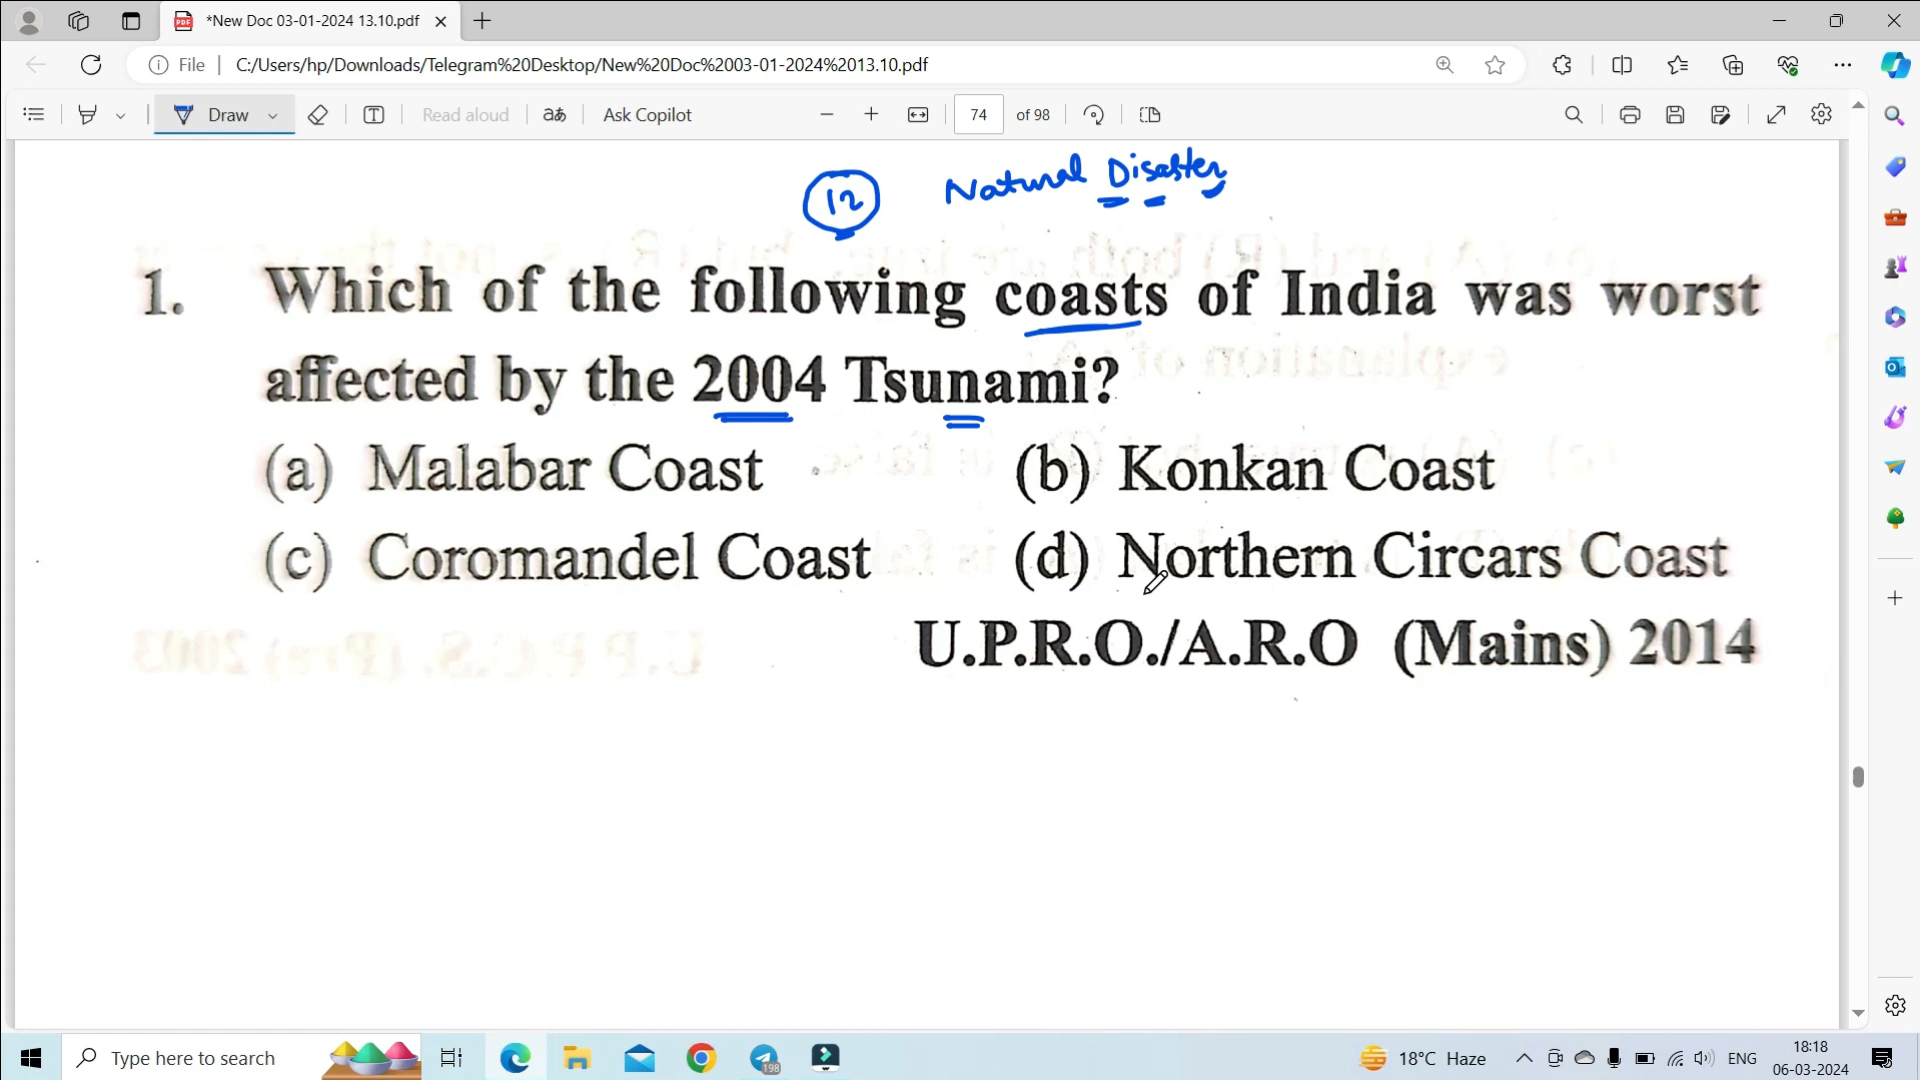 *New Doc 03-01-2024 13.10.pdf
File C:/Users/hp/Downloads/Telegram%20Desktop/New%20Doc%2003-01-2024%2013.10.pdf
Draw Read aloud aあ Ask Copilot 74 of 98
12 Natural Disaster
1. Which of the following coasts of India was worst
affected by the 2004 Tsunami?
(a) Malabar Coast (b) Konkan Coast
(c) Coromandel Coast (d) Northern Circars Coast
U.P.R.O./A.R.O (Mains) 2014
Type here to search 198 18°C Haze ENG 18:18
06-03-2024